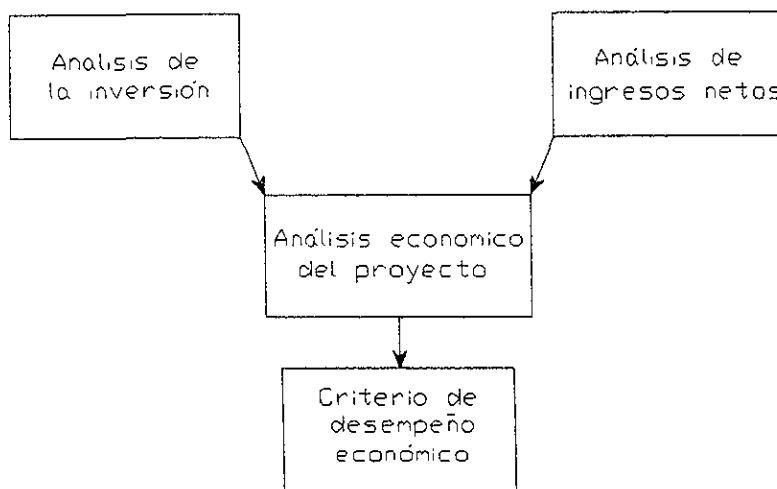 Analisis de
la inversión
Análisis de
ingresos netos
Análisis economico
del proyecto
Criterio de
desempeño
económico